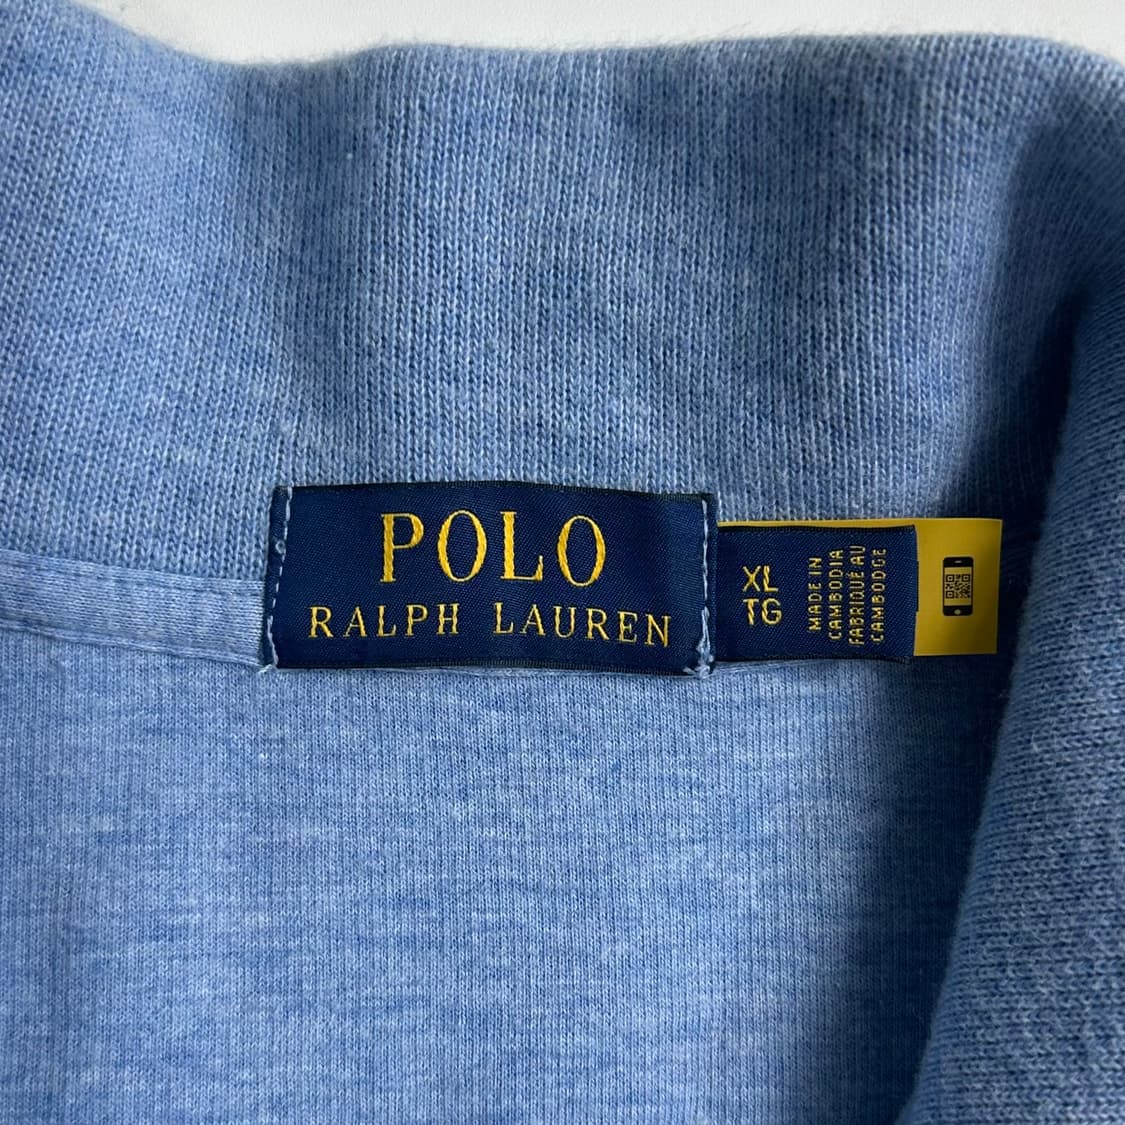 POLO
RALPH LAUREN
XL
TG
MADE IN
CAMBODIA
FABRIQUÉ AU
CAMBODGE